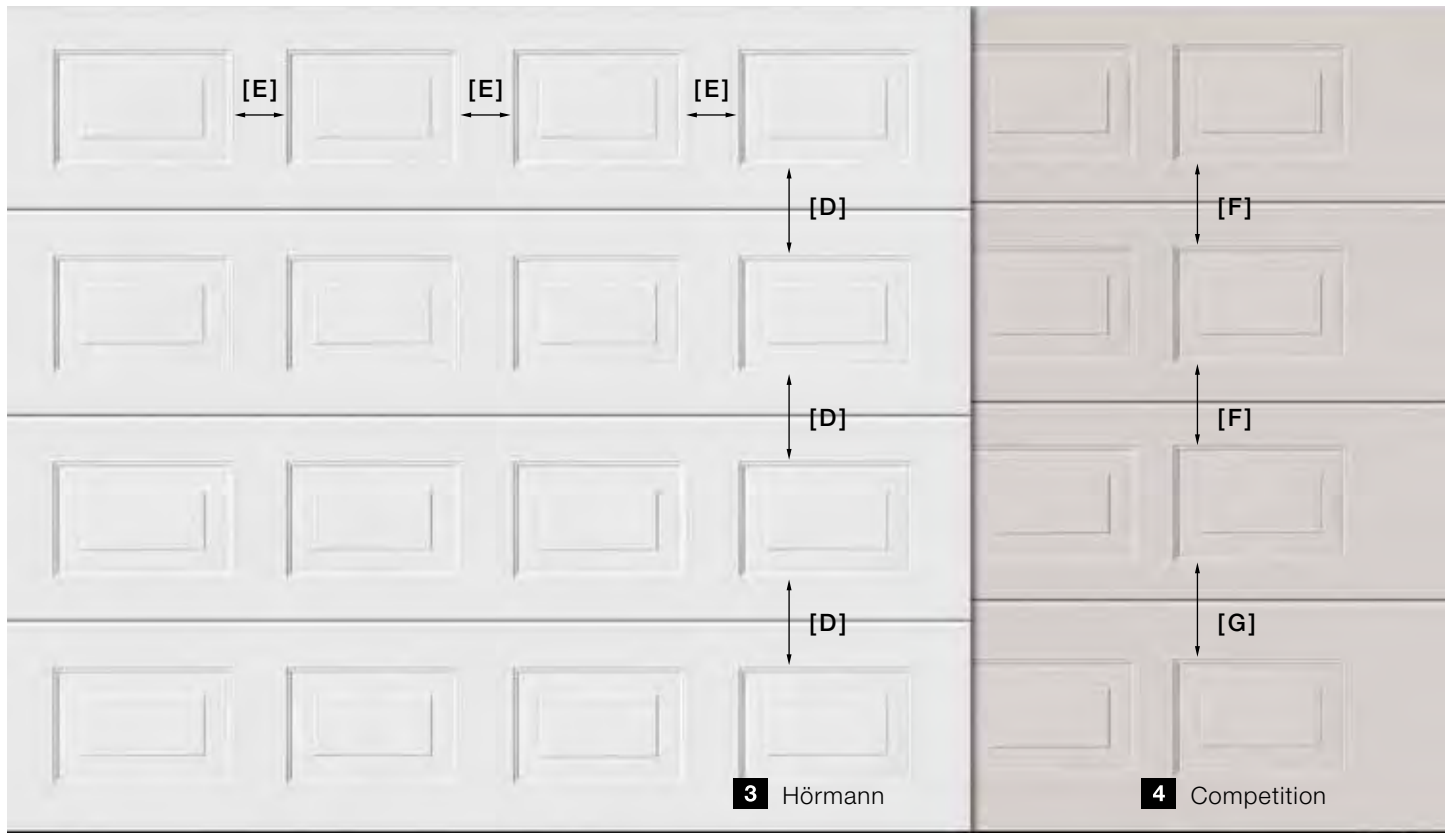 [E] [E] [E]
[D] [F]
[D] [F]
[D] [G]
3 Hörmann 4 Competition